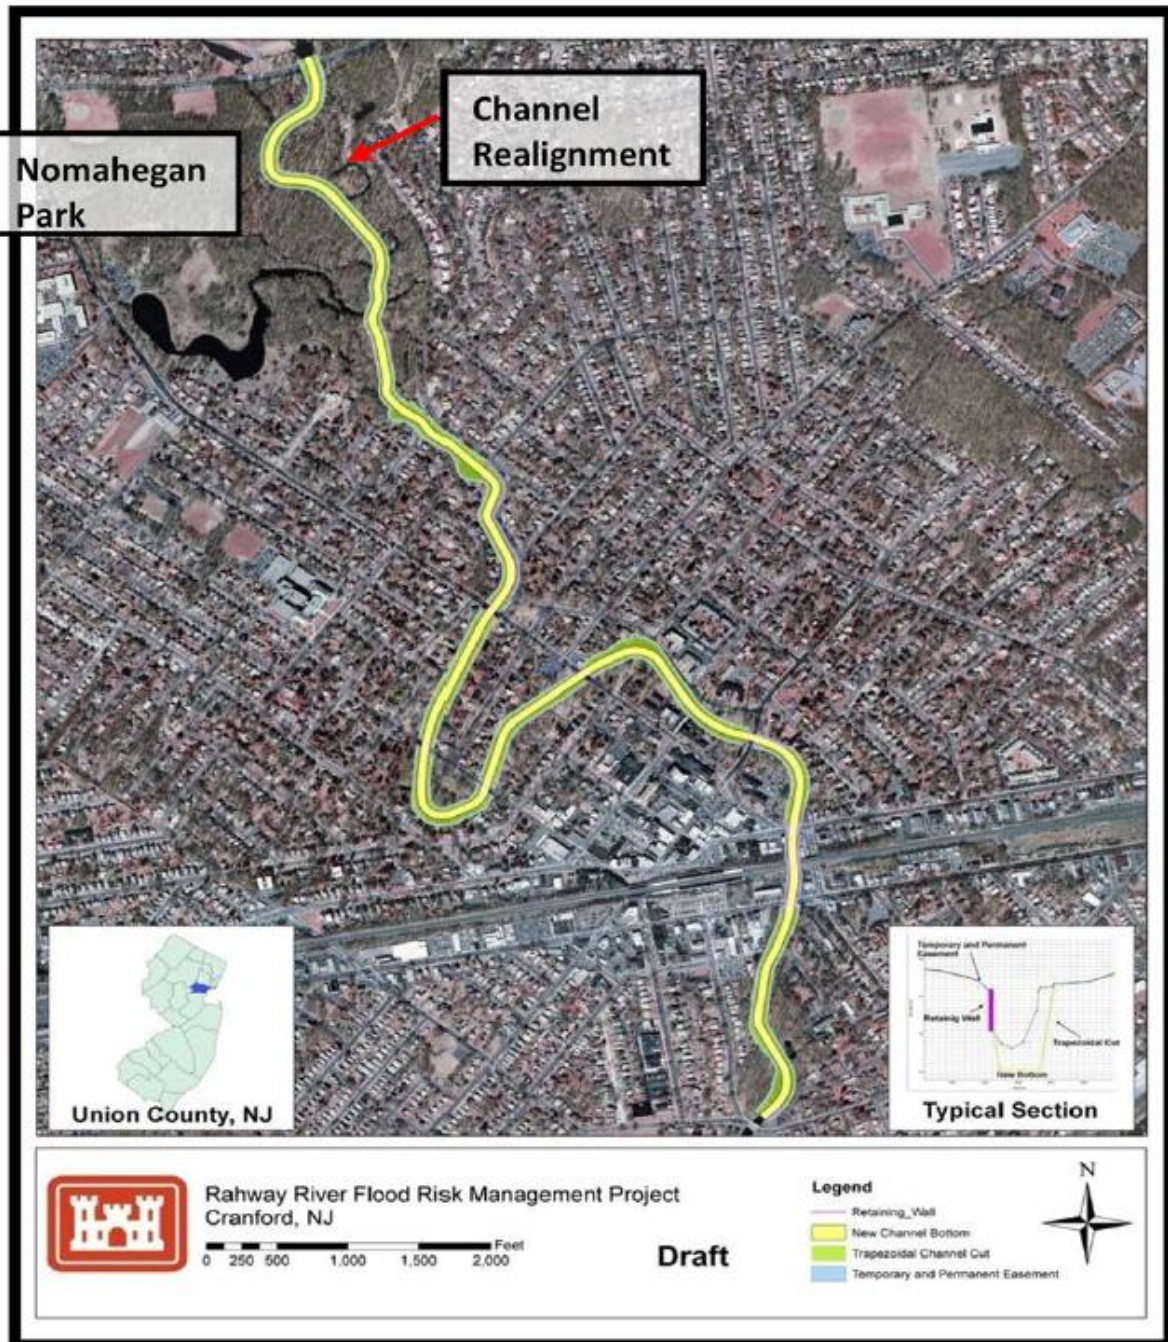 Channel
Realignment
Nomahegan
Park
Union County, NJ
Temporary and Permanent
Easement
Retainig Wall
Trapezoidal Cut
New Bottom
Typical Section
Rahway River Flood Risk Management Project
Cranford, NJ
Feet
0 250 500 1,000 1,500 2,000
Draft
Legend
Retaining_Wall
New Channel Bottom
Trapezoidal Channel Cut
Temporary and Permanent Easement
N